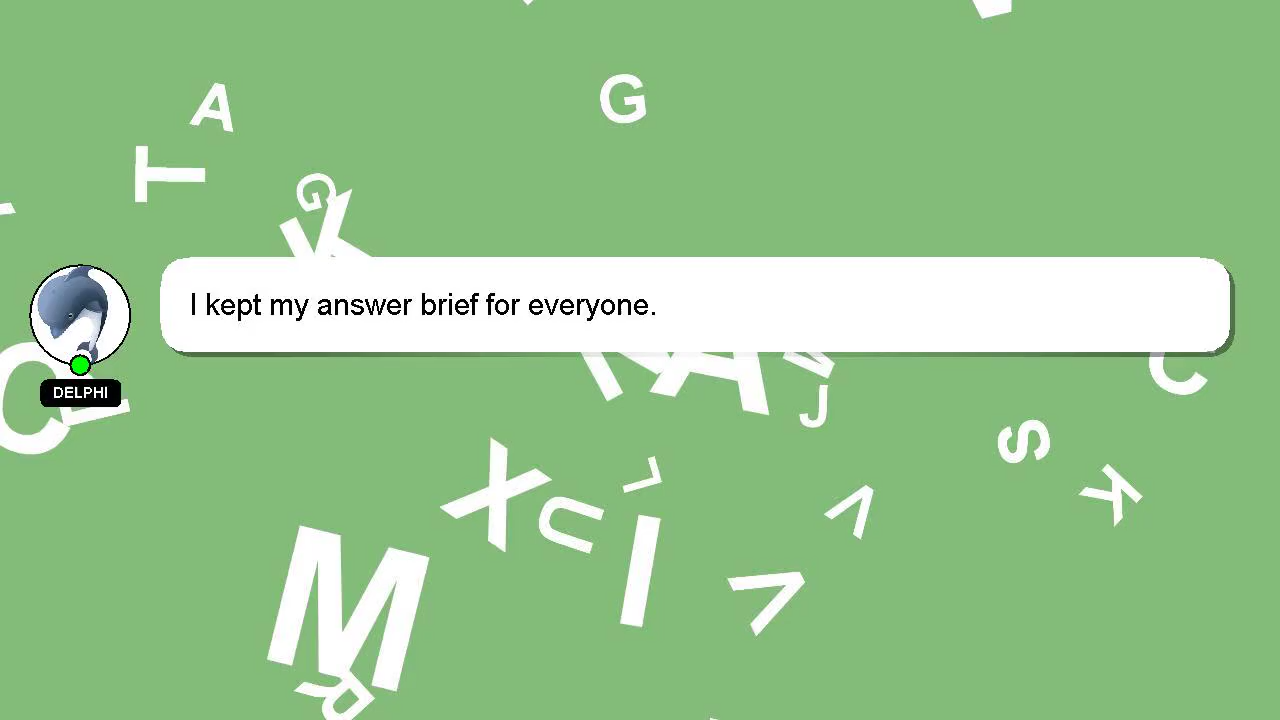 A
G
T
G
K
I kept my answer brief for everyone.
DELPHI
C
A
J
C
S
K
X
L
U
I
V
V
M
R